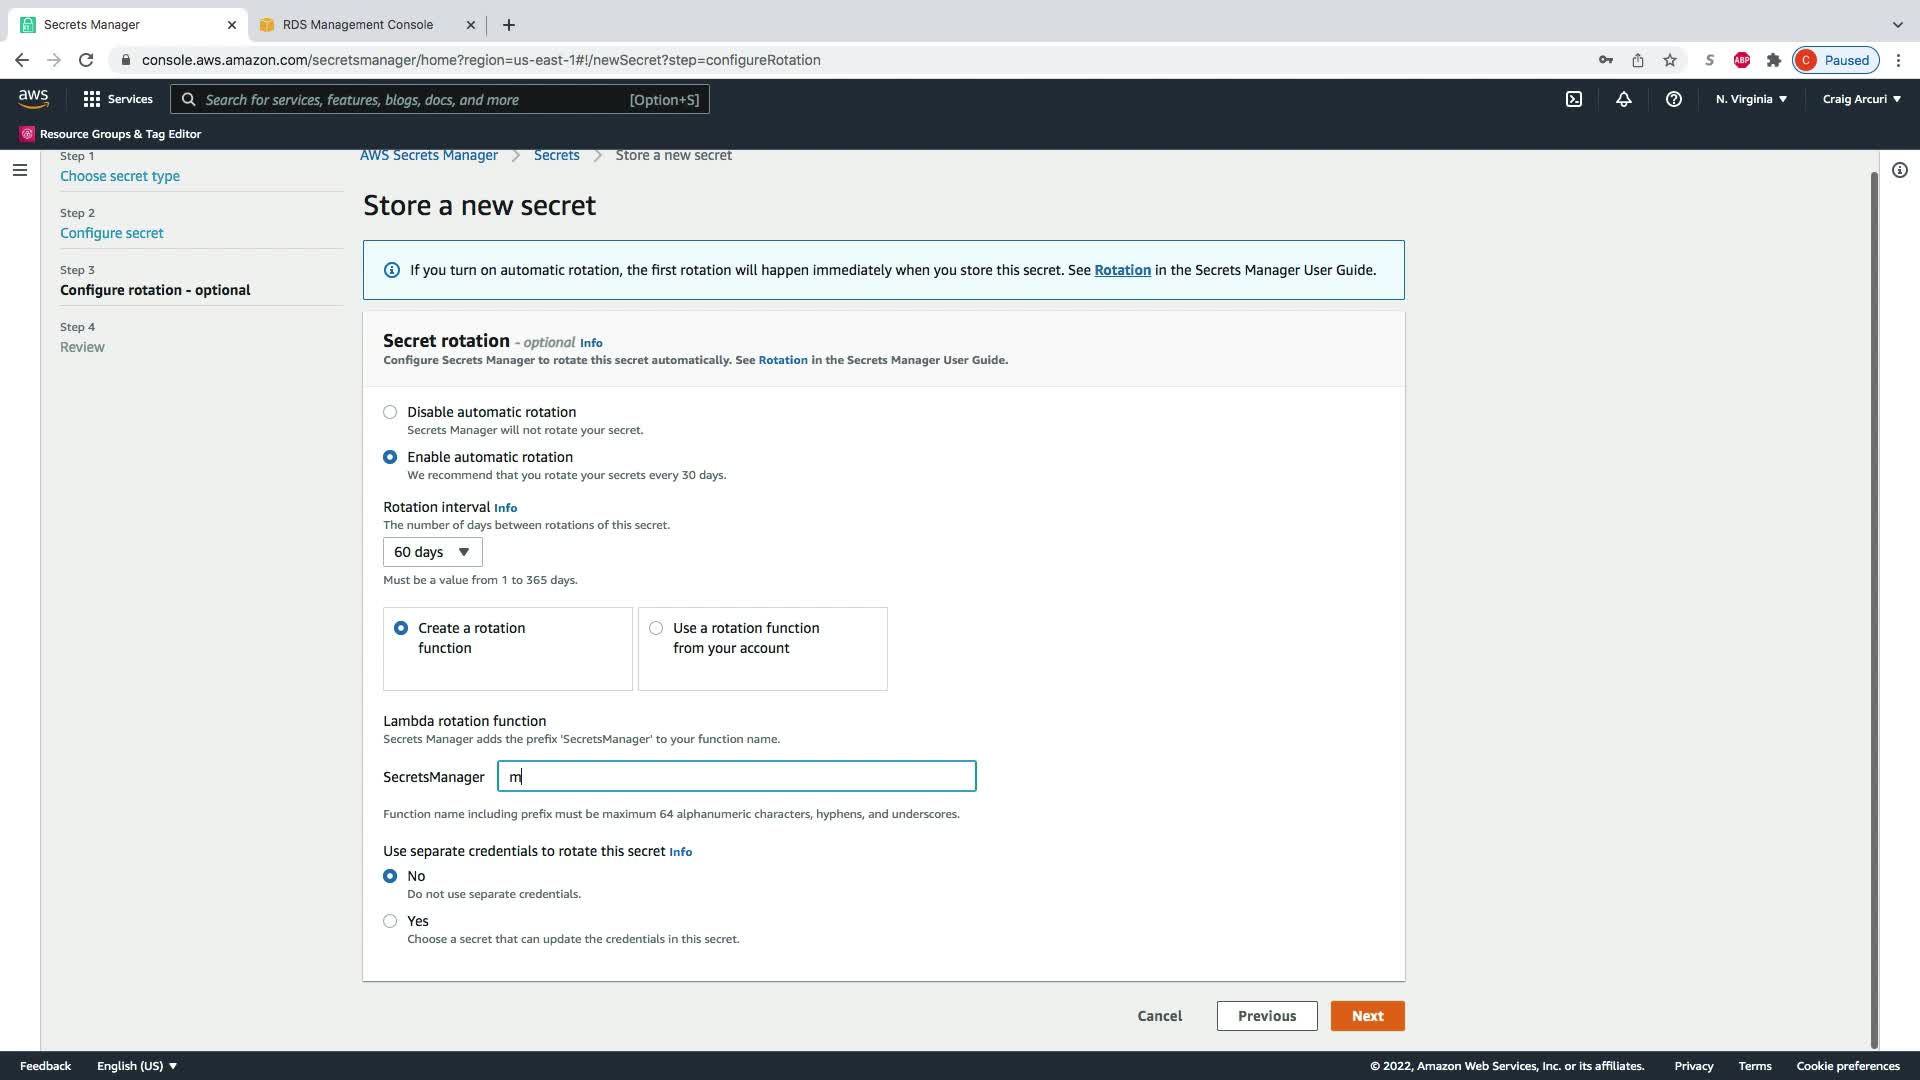 Secrets Manager
RDS Management Console
console.aws.amazon.com/secretsmanager/home?region=us-east-1#!/newSecret?step=configureRotation
S
ABP
C Paused
aws
Services
Search for services, features, blogs, docs, and more [Option+S]
N. Virginia
Craig Arcuri
Resource Groups & Tag Editor
Step 1
Choose secret type
Step 2
Configure secret
Step 3
Configure rotation - optional
Step 4
Review
AWS Secrets Manager Secrets Store a new secret
Store a new secret
If you turn on automatic rotation, the first rotation will happen immediately when you store this secret. See Rotation in the Secrets Manager User Guide.
Secret rotation - optional Info
Configure Secrets Manager to rotate this secret automatically. See Rotation in the Secrets Manager User Guide.
Disable automatic rotation
Secrets Manager will not rotate your secret.
Enable automatic rotation
We recommend that you rotate your secrets every 30 days.
Rotation interval Info
The number of days between rotations of this secret.
60 days
Must be a value from 1 to 365 days.
Create a rotation
function
Use a rotation function
from your account
Lambda rotation function
Secrets Manager adds the prefix 'SecretsManager' to your function name.
SecretsManager m
Function name including prefix must be maximum 64 alphanumeric characters, hyphens, and underscores.
Use separate credentials to rotate this secret Info
No
Do not use separate credentials.
Yes
Choose a secret that can update the credentials in this secret.
Cancel
Previous
Next
Feedback
English (US)
© 2022, Amazon Web Services, Inc. or its affiliates.
Privacy
Terms
Cookie preferences